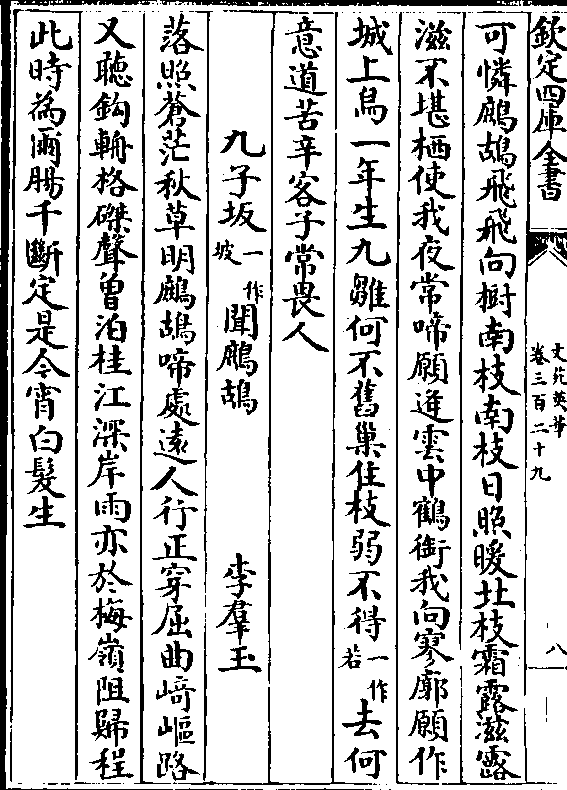 欽定四庫全書
文苑英華
卷三百二十九
八
可憐鷓鴣飛飛向樹南枝南枝日照暖北枝霜露滋露
滋不堪栖使我夜常啼願逢雲中鶴銜我向寥廓願作
城上烏一年生九雛何不舊巢住枝弱不得一作若去何
意道苦辛客子常畏人
九子坂一作坡聞鷓鴣 李羣玉
落照蒼茫秋草明鷓鴣啼處遠人行正穿屈曲崎嶇路
又聽鈎輈格磔聲曾泊桂江深岸雨亦於梅嶺阻歸程
此時為爾腸千斷定是今宵白髮生